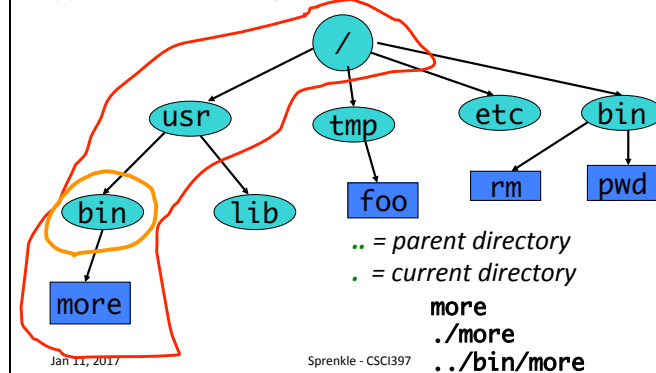 /
usr
tmp
etc
bin
bin
lib
foo
rm
pwd
more
.. = parent directory
. = current directory
more
./more
../bin/more
Jan 11, 2017
Sprenkle - CSCI397